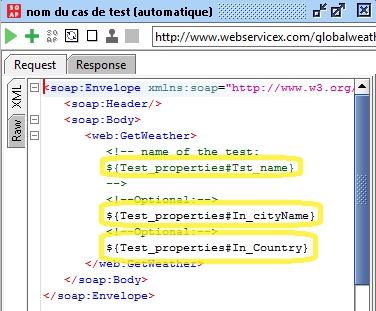 nom du cas de test (automatique)
SOAP
http://www.webservicex.com/globalweath
Request
Response
XML
Raw
<soap:Envelope xmlns:soap="http://www.w3.org/
<soap:Header/>
<soap:Body>
<web:GetWeather>
<!-- name of the test:
${Test_properties#Tst_name}
-->
<!--Optional:-->
${Test_properties#In_cityName}
<!--Optional:-->
${Test_properties#In_Country}
</web:GetWeather>
</soap:Body>
</soap:Envelope>